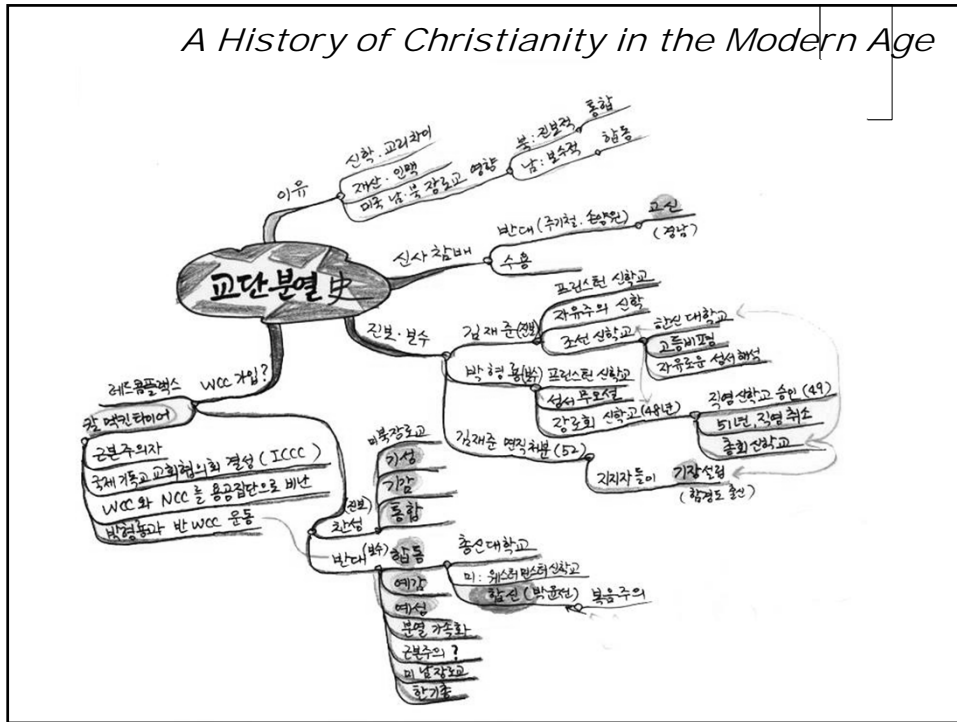 A History of Christianity in the Modern Age
교단분열史
이유
신학·교리차이
재산·인맥
미국 남·북 장로교 영향
북:진보적
통합
남:보수적
합동
신사참배
반대(주기철·손양원)
고신
(경남)
수용
진보·보수
김재준(진보)
프린스턴 신학교
자유주의 신학
조선신학교
한신대학교
고등비평
자유로운 성서해석
박형룡(보수)
프린스턴 신학교
성서무오설
장로회 신학교(48년)
직영신학교 승인(49)
51년, 직영취소
총회신학교
김재준 면직처분(52)
지지자들이
기장설립
(함경도 출신)
WCC 가입?
레드콤플렉스
칼 맥킨타이어
근본주의자
국제기독교교회협의회 결성(ICCC)
WCC와 NCC를 용공집단으로 비난
박형룡과 반WCC 운동
(진보)
찬성
미북장로교
기성
기감
통합
반대(보수)
합동
총신대학교
미: 웨스터민스터신학교
합신(박윤선)
복음주의
예감
예성
분열가속화
근본주의?
미남장로교
한기총